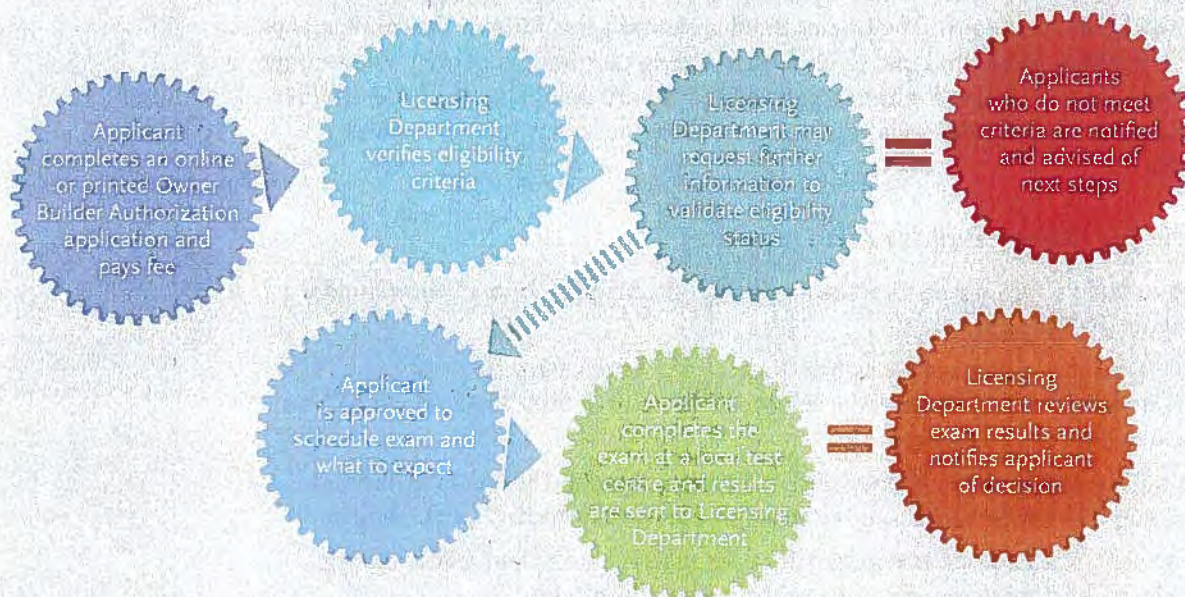 Applicant
completes an online
or printed Owner
Builder Authorization
application and
pays fee
Licensing
Department
verifies eligibility
criteria
Licensing
Department may
request further
information to
validate eligibility
status
Applicants
who do not meet
criteria are notified
and advised of
next steps
Applicant
is approved to
schedule exam and
what to expect
Applicant
completes the
exam at a local test
centre and results
are sent to Licensing
Department
Licensing
Department reviews
exam results and
notifies applicant
of decision